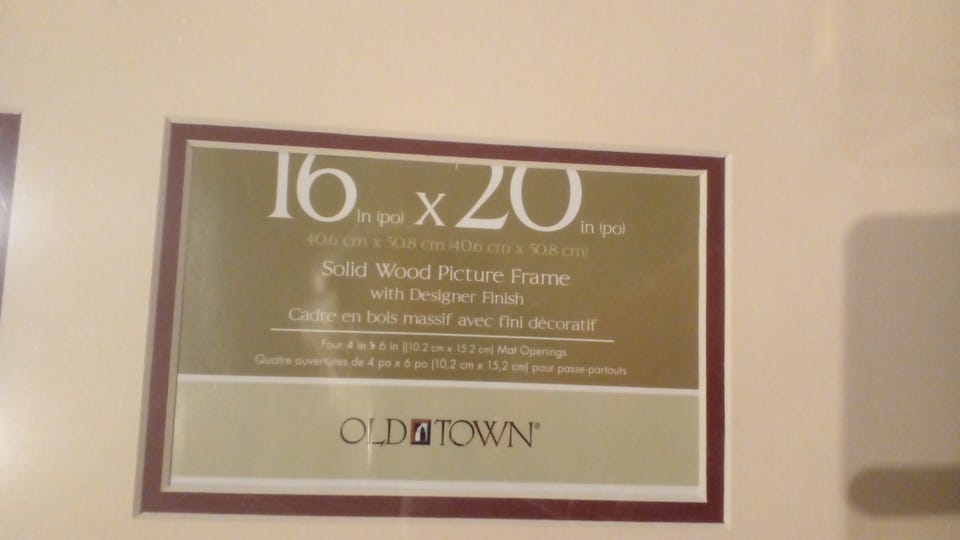 16 in (po) x 20 in (po)
40.6 cm x 50.8 cm (40.6 cm x 50.8 cm)
Solid Wood Picture Frame
with Designer Finish
Cadre en bois massif avec fini décoratif
Four 4 in x 6 in ((10.2 cm x 15.2 cm) Mat Openings
Quatre ouvertures de 4 po x 6 po (10,2 cm x 15,2 cm) pour passe-partouts
OLD TOWN®